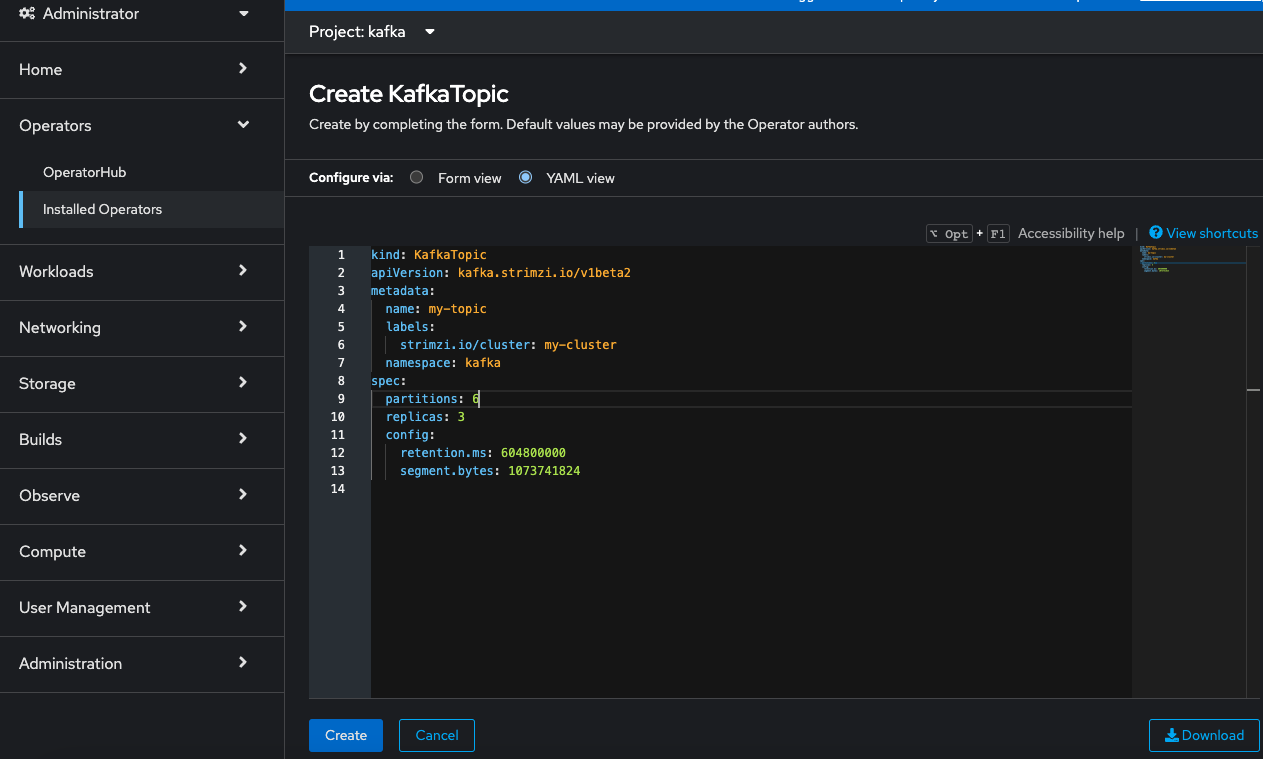 Administrator
Project: kafka
Home
Create KafkaTopic
Operators
Create by completing the form. Default values may be provided by the Operator authors.
OperatorHub
Configure via: Form view YAML view
Installed Operators
⌥ Opt + F1 Accessibility help | View shortcuts
1 kind: KafkaTopic
2 apiVersion: kafka.strimzi.io/v1beta2
3 metadata:
4 name: my-topic
5 labels:
6 strimzi.io/cluster: my-cluster
7 namespace: kafka
8 spec:
9 partitions: 6
10 replicas: 3
11 config:
12 retention.ms: 604800000
13 segment.bytes: 1073741824
14
Workloads
Networking
Storage
Builds
Observe
Compute
User Management
Administration
Create Cancel Download